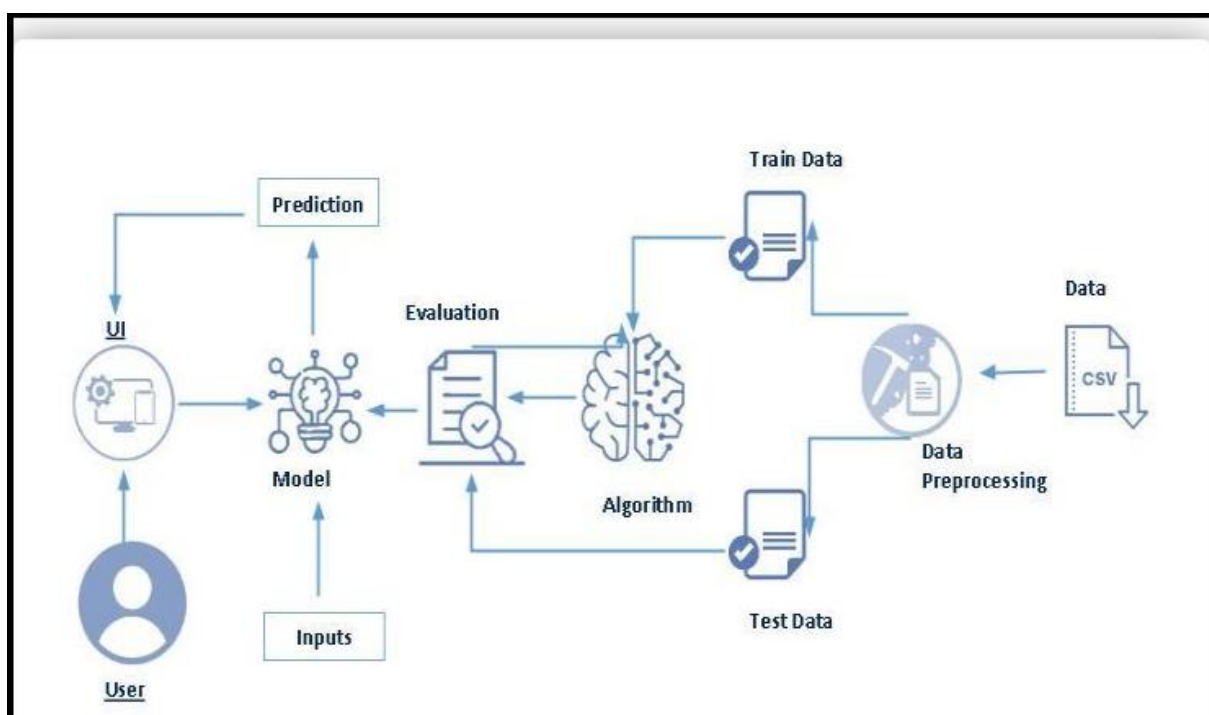 Train Data
Prediction
Data
Evaluation
UI
CSV
Data
Preprocessing
Model
Algorithm
Test Data
Inputs
User